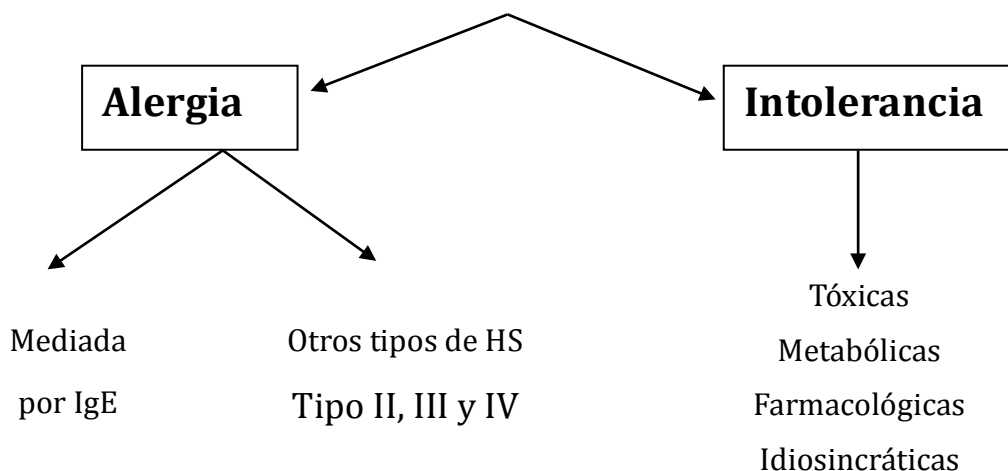 Alergia
Intolerancia
Mediada
por IgE
Otros tipos de HS
Tipo II, III y IV
Tóxicas
Metabólicas
Farmacológicas
Idiosincráticas